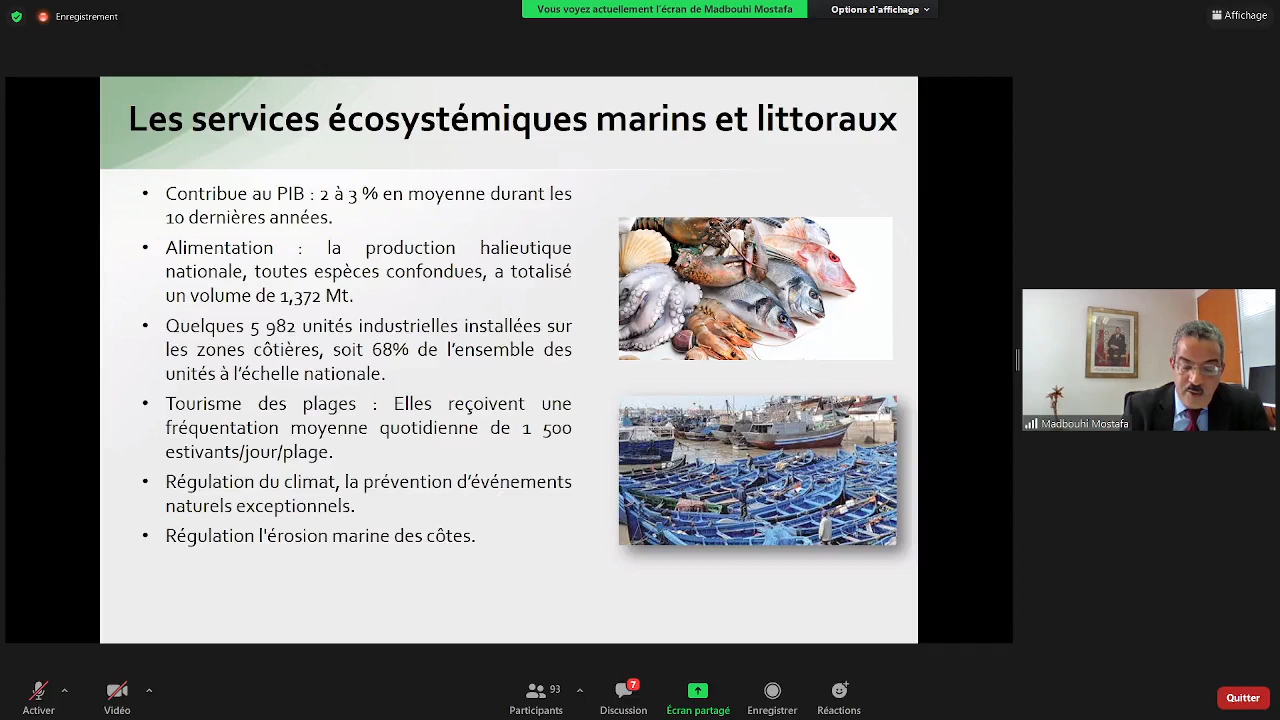 Enregistrement
Vous voyez actuellement l'écran de Madbouhi Mostafa
Options d'affichage
Affichage
Les services écosystémiques marins et littoraux
• Contribue au PIB : 2 à 3 % en moyenne durant les
10 dernières années.
• Alimentation : la production halieutique
nationale, toutes espèces confondues, a totalisé
un volume de 1,372 Mt.
• Quelques 5 982 unités industrielles installées sur
les zones côtières, soit 68% de l'ensemble des
unités à l'échelle nationale.
• Tourisme des plages : Elles reçoivent une
fréquentation moyenne quotidienne de 1 500
estivants/jour/plage.
• Régulation du climat, la prévention d'événements
naturels exceptionnels.
• Régulation l'érosion marine des côtes.
Madbouhi Mostafa
Activer
Vidéo
93
Participants
7
Discussion
Écran partagé
Enregistrer
Réactions
Quitter